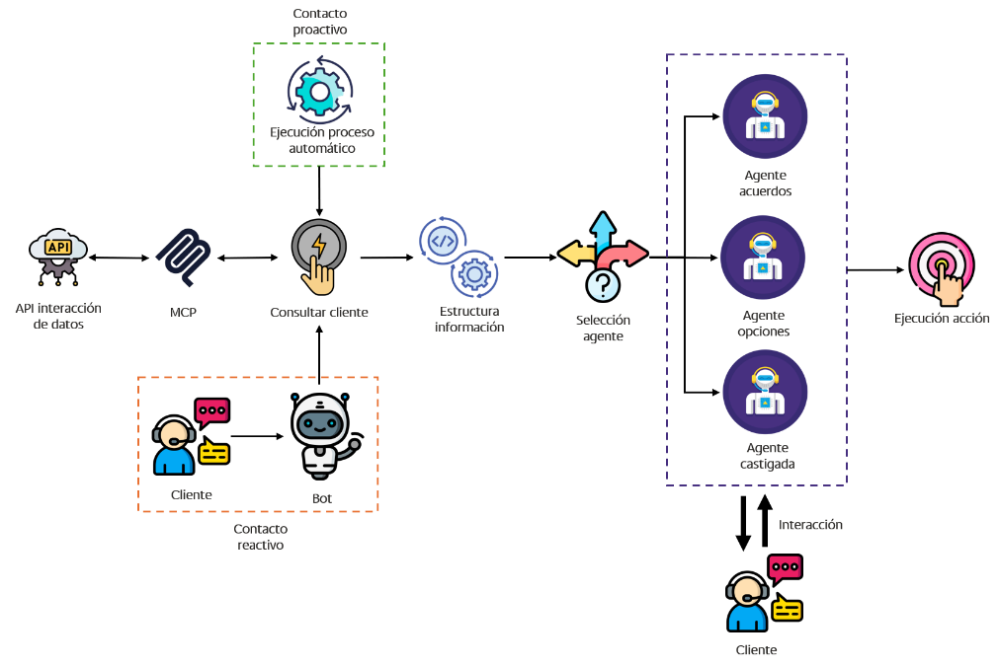 Contacto
proactivo
Ejecución proceso
automático
API
API interacción
de datos
MCP
Consultar cliente
</>
Estructura
información
?
Selección
agente
Agente
acuerdos
Agente
opciones
Agente
castigada
Ejecución acción
Cliente
Bot
Contacto
reactivo
Interacción
Cliente